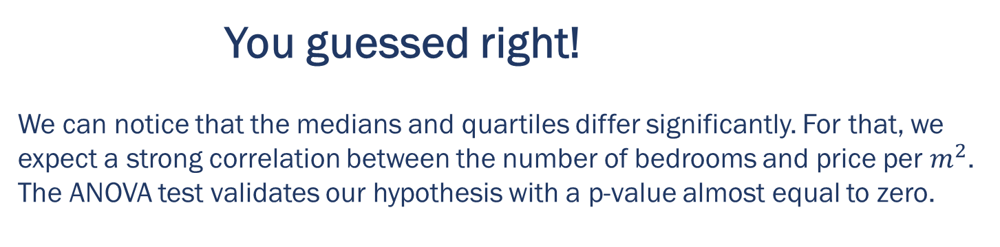 You guessed right!
We can notice that the medians and quartiles differ significantly. For that, we
expect a strong correlation between the number of bedrooms and price per m².
The ANOVA test validates our hypothesis with a p-value almost equal to zero.